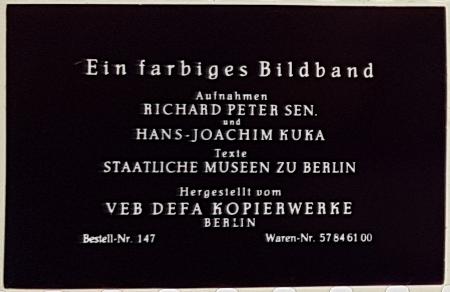 Ein farbiges Bildband
Aufnahmen
RICHARD PETER SEN.
und
HANS-JOACHIM KUKA
Texte
STAATLICHE MUSEEN ZU BERLIN
Hergestellt vom
VEB DEFA KOPIERWERKE
BERLIN
Bestell-Nr. 147 Waren-Nr. 57 84 61 00